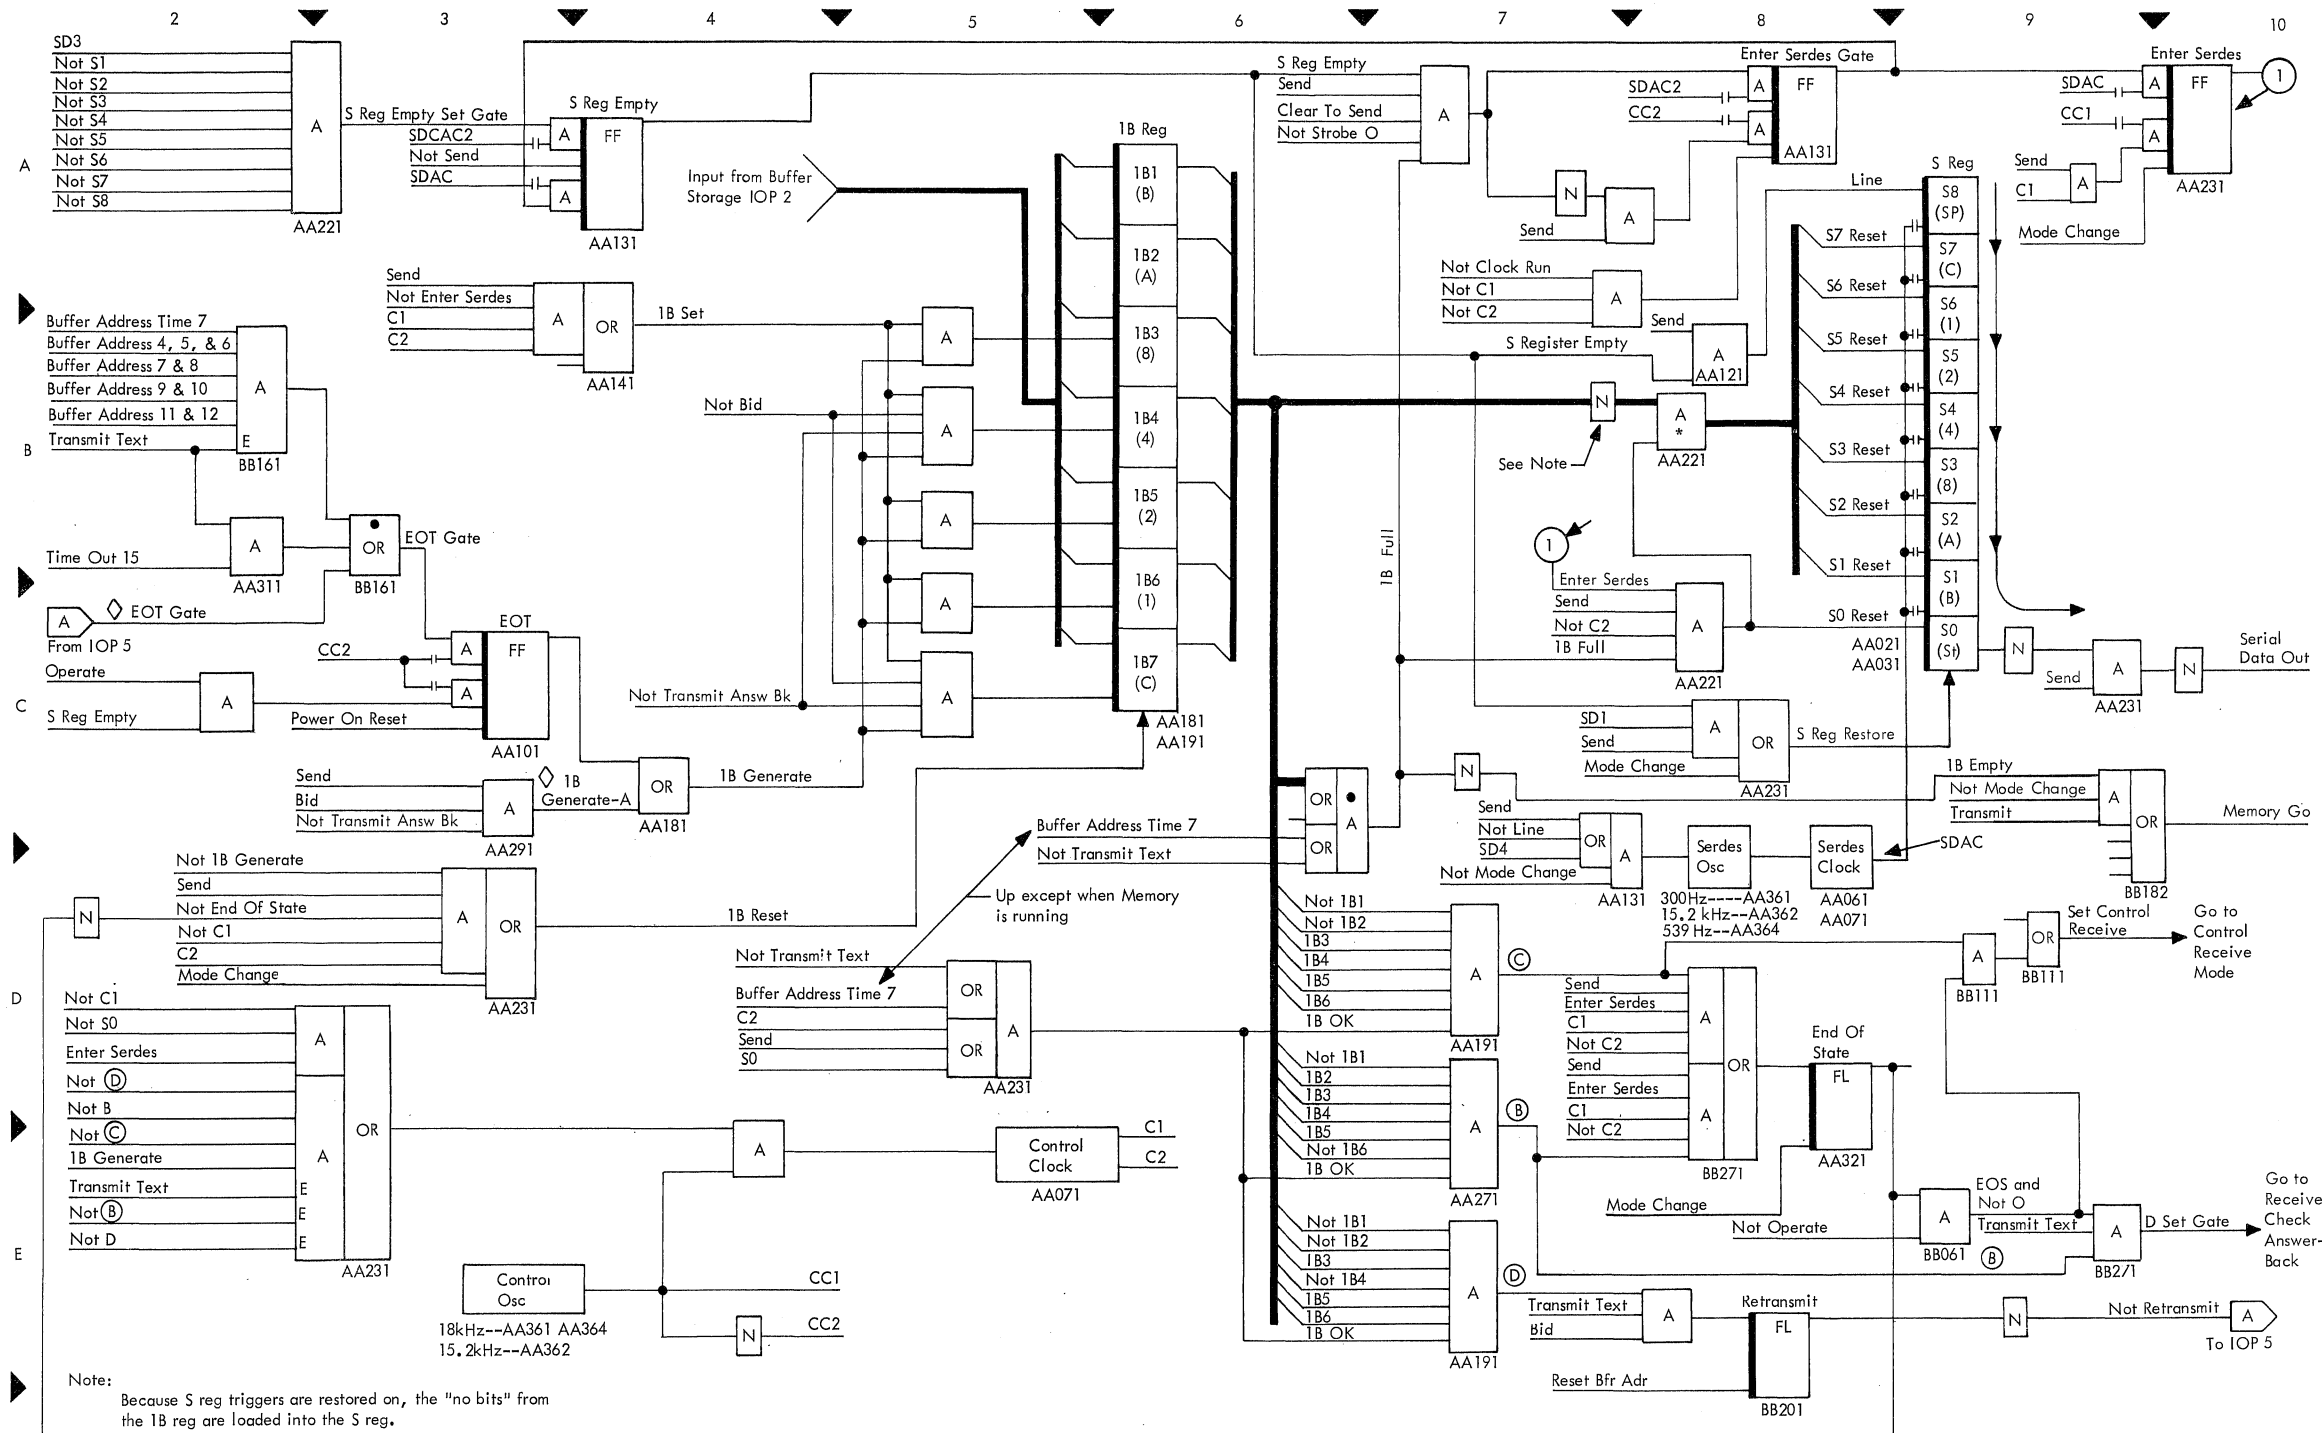 2 3 4 5 6 7 8 9 10
A
B
C
D
E
SD3
Not S1
Not S2
Not S3
Not S4
Not S5
Not S6
Not S7
Not S8
A
AA221
S Reg Empty Set Gate
SDCAC2
Not Send
SDAC
S Reg Empty
A
A
FF
AA131
Input from Buffer
Storage IOP 2
1B Reg
1B1
(B)
1B2
(A)
1B3
(8)
1B4
(4)
1B5
(2)
1B6
(1)
1B7
(C)
AA181
AA191
S Reg Empty
Send
Clear To Send
Not Strobe O
A
Enter Serdes Gate
SDAC2
CC2
A
A
FF
AA131
N
A
Send
Enter Serdes
SDAC
CC1
A
A
FF
1
AA231
Send
C1
A
Mode Change
Not Clock Run
Not C1
Not C2
A
Send
S Register Empty
A
AA121
Line
S Reg
S8
(SP)
S7
(C)
S6
(1)
S5
(2)
S4
(4)
S3
(8)
S2
(A)
S1
(B)
S0
(St)
S7 Reset
S6 Reset
S5 Reset
S4 Reset
S3 Reset
S2 Reset
S1 Reset
S0 Reset
AA021
AA031
Send
Not Enter Serdes
C1
C2
A
OR
AA141
1B Set
A
A
A
A
A
Not Bid
Not Transmit Answ Bk
Buffer Address Time 7
Buffer Address 4, 5, & 6
Buffer Address 7 & 8
Buffer Address 9 & 10
Buffer Address 11 & 12
Transmit Text
A
E
BB161
Time Out 15
A
AA311
OR
BB161
EOT Gate
A
EOT Gate
From IOP 5
Operate
S Reg Empty
A
CC2
Power On Reset
EOT
A
A
FF
AA101
Send
Bid
Not Transmit Answ Bk
A
AA291
1B
Generate-A
OR
AA181
1B Generate
N
See Note
A
*
AA221
1
Enter Serdes
Send
Not C2
1B Full
A
AA221
1B Full
N
A
Send
AA231
N
Serial
Data Out
SD1
Send
Mode Change
A
OR
AA231
S Reg Restore
OR
A
OR
Buffer Address Time 7
Not Transmit Text
N
Send
Not Line
SD4
Not Mode Change
OR
A
AA131
Serdes
Osc
300Hz----AA361
15.2 kHz--AA362
539 Hz--AA364
Serdes
Clock
AA061
AA071
SDAC
1B Empty
Not Mode Change
Transmit
A
OR
BB182
Memory Go
Not 1B Generate
Send
Not End Of State
Not C1
C2
Mode Change
N
A
OR
AA231
1B Reset
Up except when Memory
is running
Not Transmit Text
Buffer Address Time 7
C2
Send
S0
OR
OR
A
AA231
Not C1
Not S0
Enter Serdes
Not D
Not B
Not C
1B Generate
Transmit Text
Not B
Not D
A
A
E
E
E
OR
AA231
A
Control
Clock
AA071
C1
C2
Control
Osc
18kHz--AA361 AA364
15.2kHz--AA362
CC1
N
CC2
Not 1B1
Not 1B2
1B3
1B4
1B5
1B6
1B OK
A
AA191
C
Not 1B1
1B2
1B3
1B4
1B5
Not 1B6
1B OK
A
AA271
B
Not 1B1
Not 1B2
1B3
Not 1B4
1B5
1B6
1B OK
A
AA191
D
Send
Enter Serdes
C1
Not C2
Send
Enter Serdes
C1
Not C2
A
A
OR
BB271
End Of
State
FL
AA321
Mode Change
A
BB111
OR
BB111
Set Control
Receive
Go to
Control
Receive
Mode
Not Operate
A
BB061
EOS and
Not O
Transmit Text
B
A
BB271
D Set Gate
Go to
Receive
Check
Answer-
Back
Transmit Text
Bid
A
Retransmit
FL
BB201
Reset Bfr Adr
N
Not Retransmit
A
To IOP 5
Note:
Because S reg triggers are restored on, the "no bits" from
the 1B reg are loaded into the S reg.